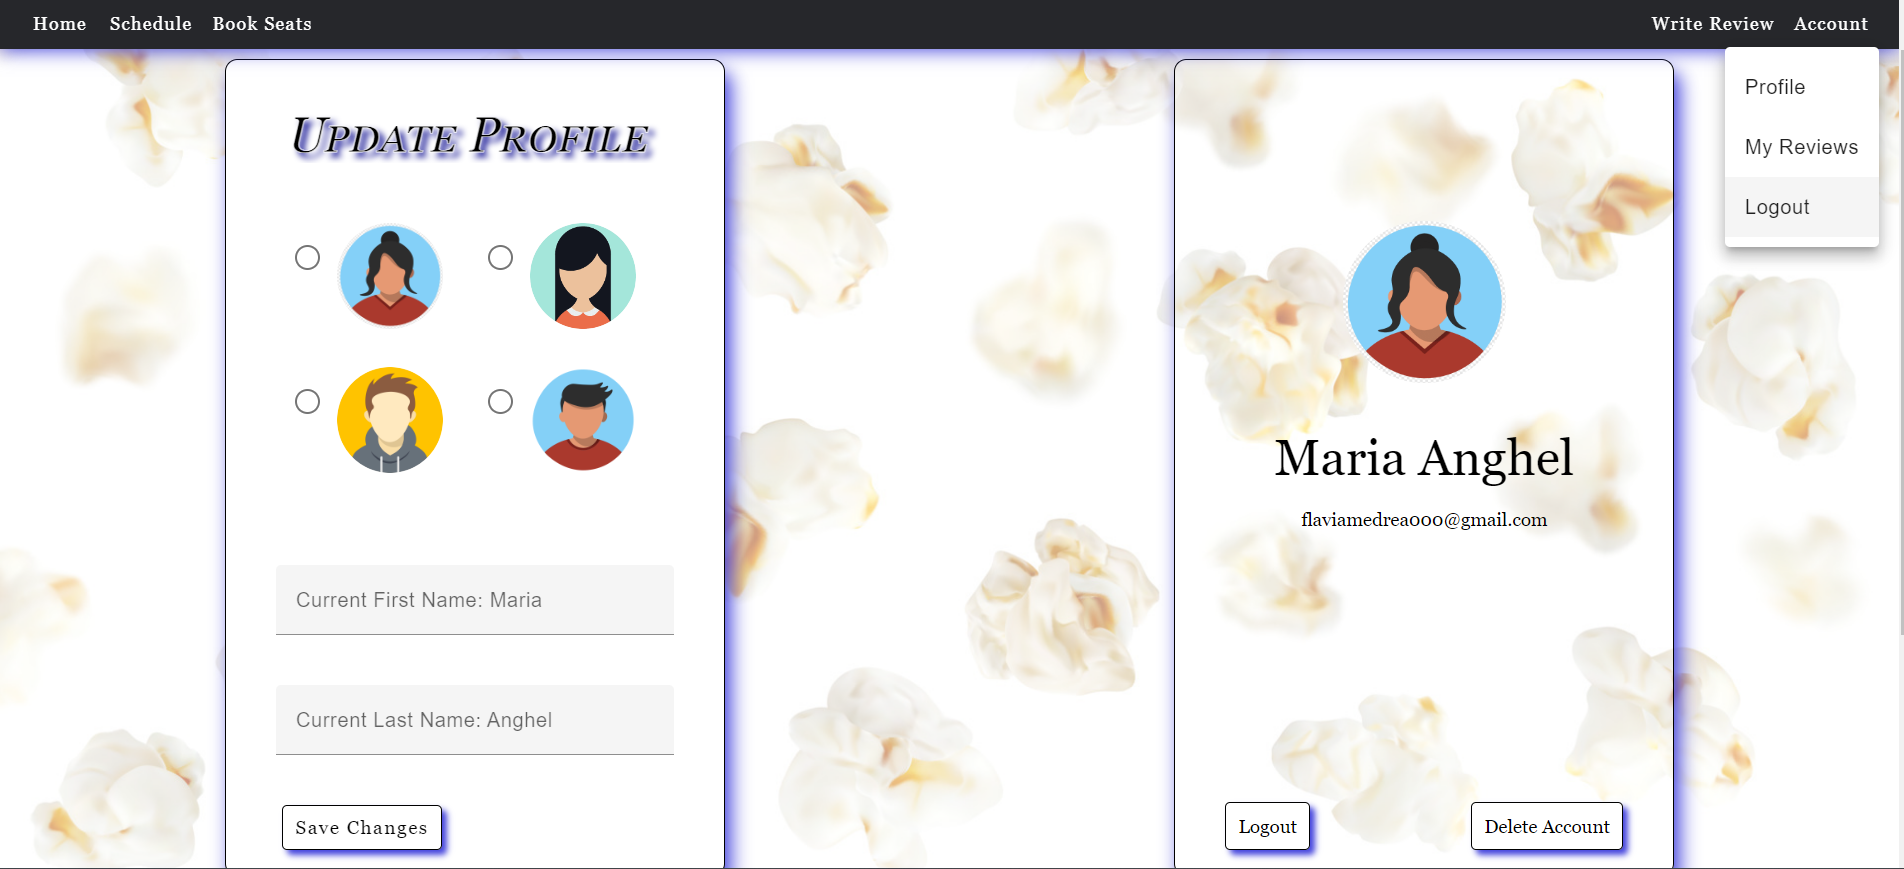 Home Schedule Book Seats Write Review Account
Profile
My Reviews
Logout
Update Profile
Current First Name: Maria
Current Last Name: Anghel
Save Changes
Maria Anghel
flaviamedrea000@gmail.com
Logout Delete Account